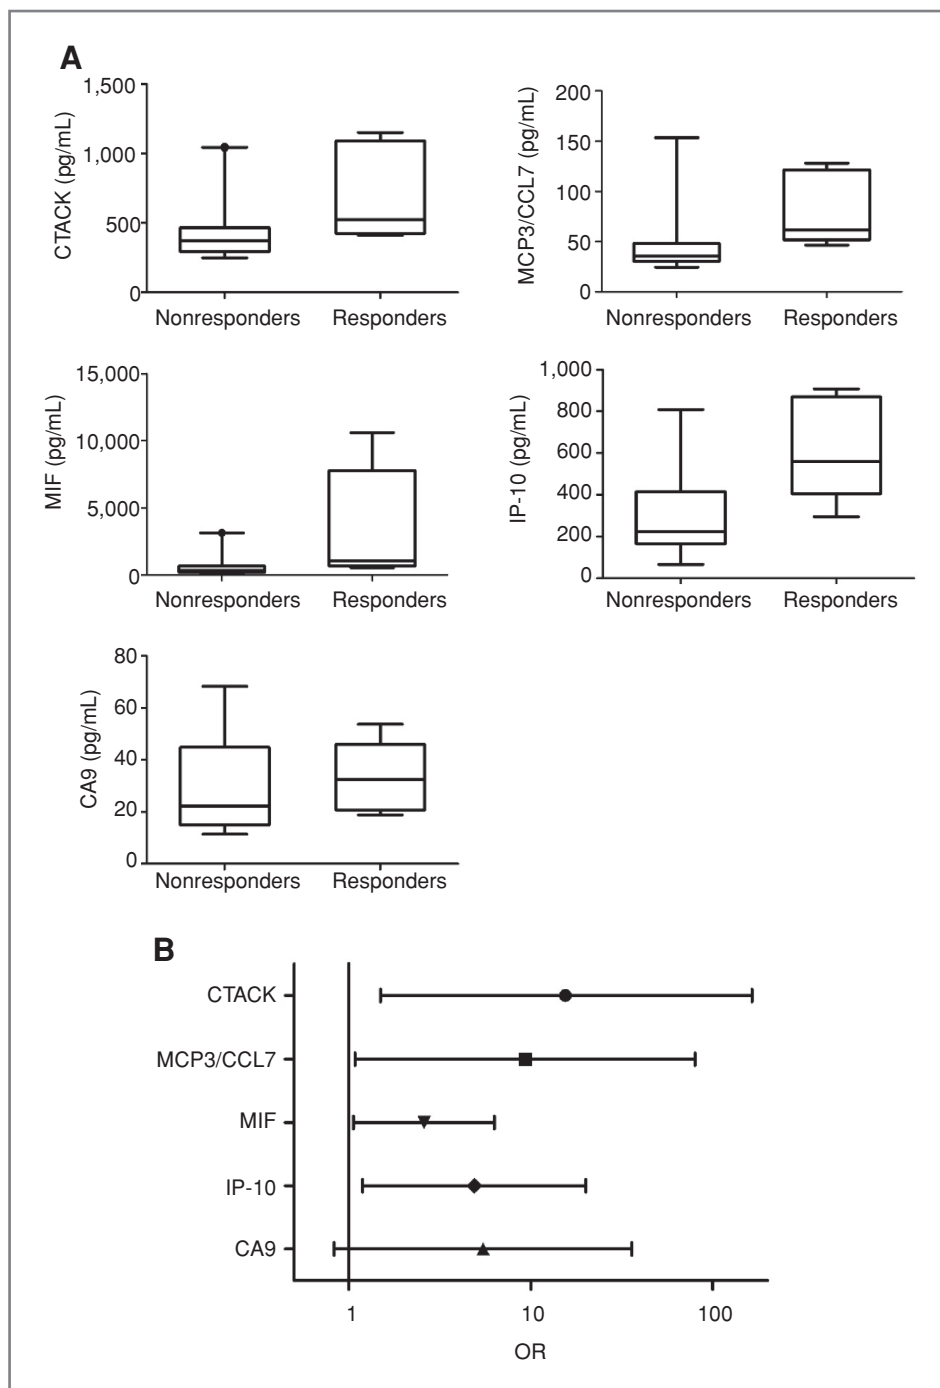 A
CTACK (pg/mL)
1,500
1,000
500
0
Nonresponders Responders
MCP3/CCL7 (pg/mL)
200
150
100
50
0
Nonresponders Responders
MIF (pg/mL)
15,000
10,000
5,000
0
Nonresponders Responders
IP-10 (pg/mL)
1,000
800
600
400
200
0
Nonresponders Responders
CA9 (pg/mL)
80
60
40
20
0
Nonresponders Responders
B
CTACK
MCP3/CCL7
MIF
IP-10
CA9
1 10 100
OR